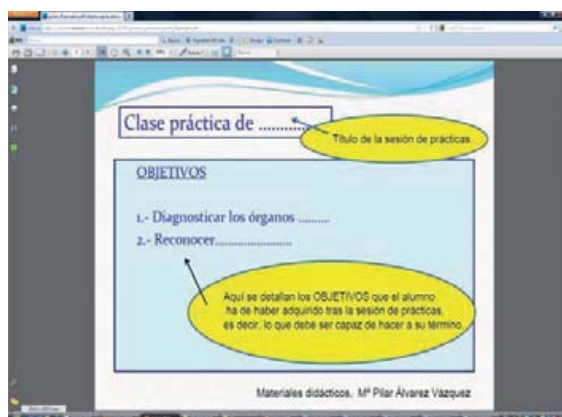 Clase práctica de ............
Título de la sesión de prácticas
OBJETIVOS
1.- Diagnosticar los órganos .........
2.- Reconocer......................
Aquí se detallan los OBJETIVOS que el alumno
ha de haber adquirido tras la sesión de prácticas,
es decir, lo que debe ser capaz de hacer a su término.
Materiales didácticos, Mª Pilar Álvarez Vázquez